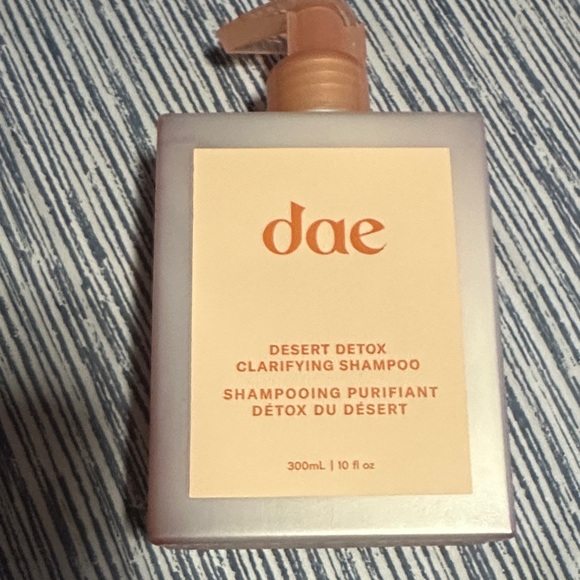 dae
DESERT DETOX
CLARIFYING SHAMPOO
SHAMPOOING PURIFIANT
DÉTOX DU DÉSERT
300mL | 10 fl oz